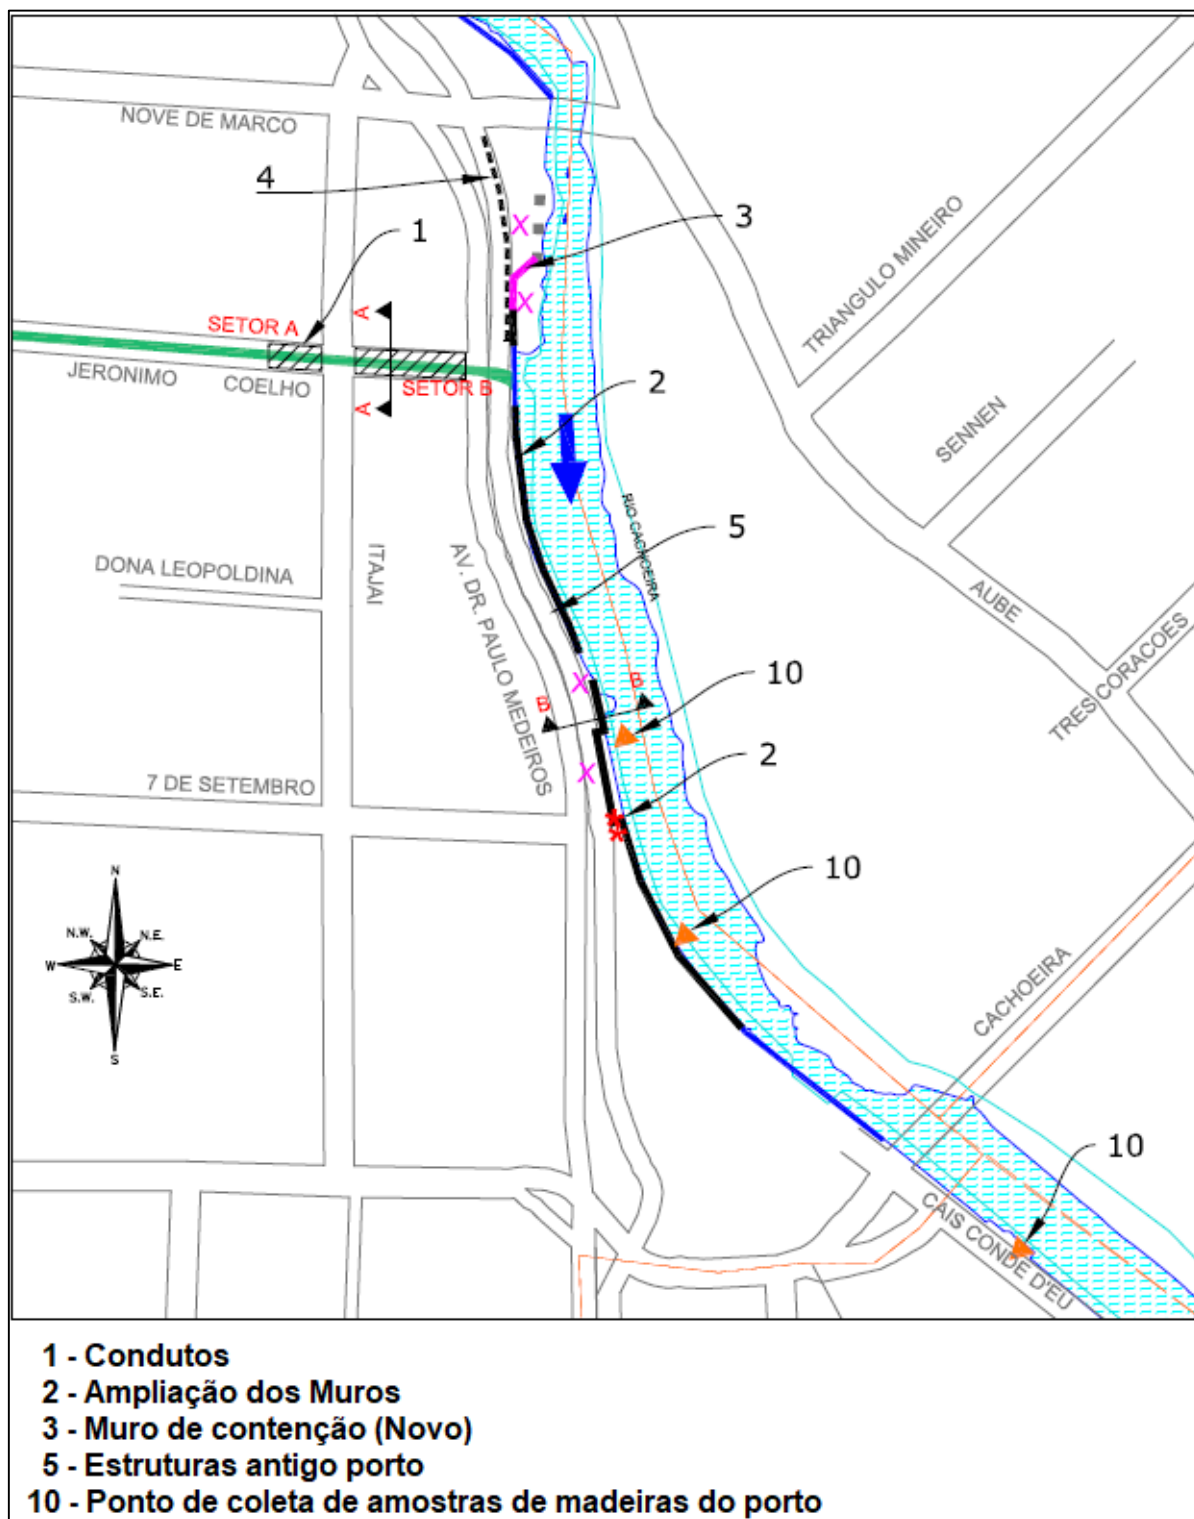 NOVE DE MARCO
4
1
3
TRIANGULO MINEIRO
A
SETOR A
JERONIMO
COELHO
SETOR B
A
2
SENNEN
RIO CACHOEIRA
5
ITAJAI
DONA LEOPOLDINA
AV. DR. PAULO MEDEIROS
AUBE
TRES CORACOES
B
B
10
2
7 DE SETEMBRO
10
N
N.W.
N.E.
W
E
S.W.
S.E.
S
CACHOEIRA
10
CAIS CONDE D'EU
1 - Condutos
2 - Ampliação dos Muros
3 - Muro de contenção (Novo)
5 - Estruturas antigo porto
10 - Ponto de coleta de amostras de madeiras do porto